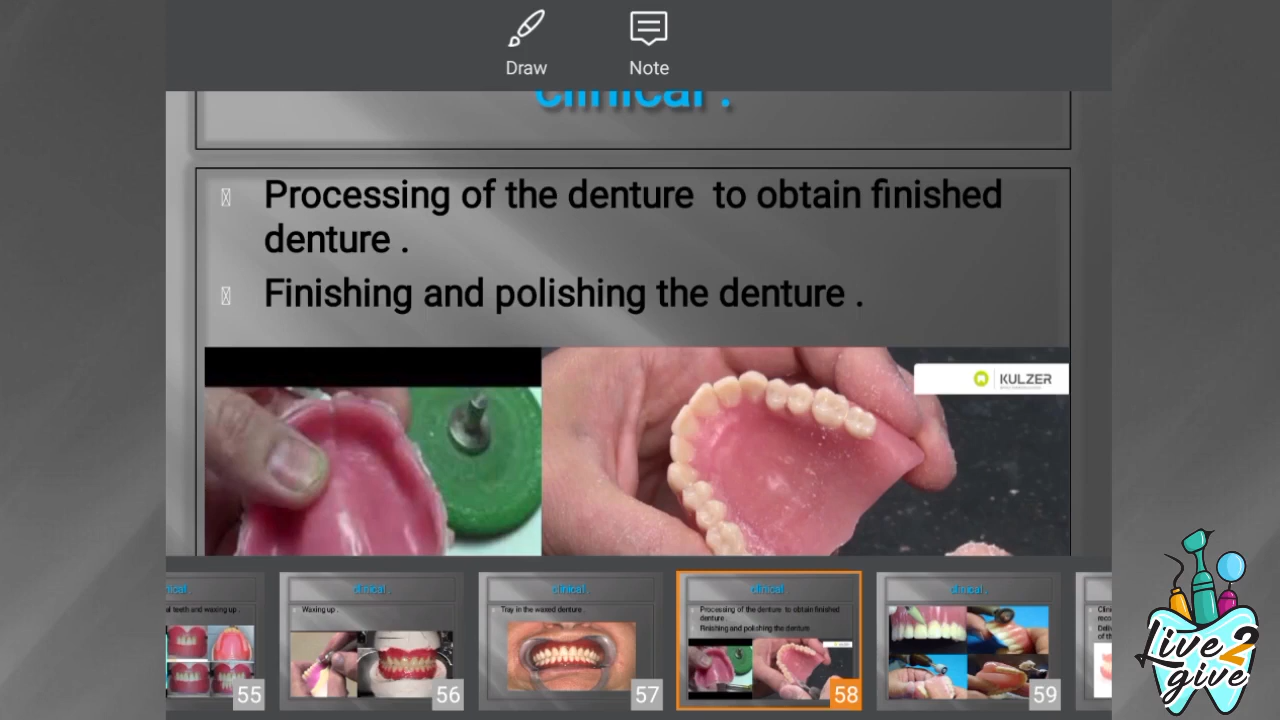 Draw
Note
clinical .
Processing of the denture to obtain finished
denture .
Finishing and polishing the denture .
KULZER
nical.
al teeth and waxing up .
55
clinical .
Waxing up .
56
clinical .
Tray in the waxed denture .
57
clinical .
Processing of the denture to obtain finished
denture .
Finishing and polishing the denture
58
clinical .
59
Live 2
give